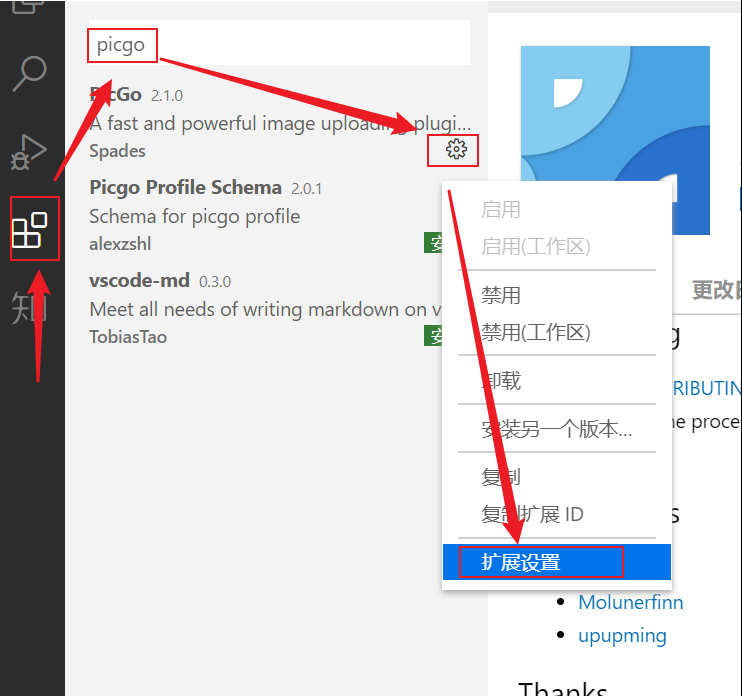 picgo
PicGo 2.1.0
A fast and powerful image uploading plugi...
Spades
Picgo Profile Schema 2.0.1
Schema for picgo profile
alexzshl
安
vscode-md 0.3.0
Meet all needs of writing markdown on v
TobiasTao
安
知
启用
启用(工作区)
禁用
禁用(工作区)
卸载
安装另一个版本...
复制
复制扩展 ID
扩展设置
更改日
g
TRIBUTIN
he proce
s
Molunerfinn
upupming
Thanks